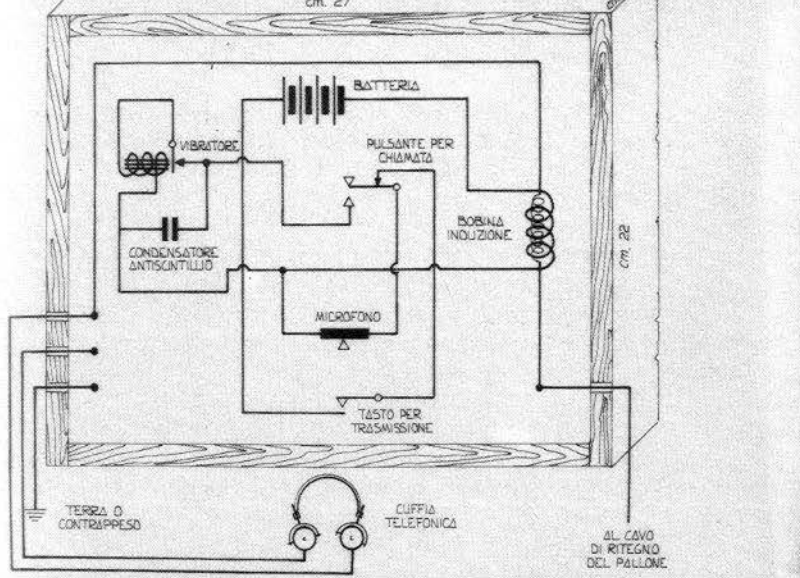 cm. 27
BATTERIA
VIBRATORE
PULSANTE PER
CHIAMATA
BOBINA
INDUZIONE
cm. 22
CONDENSATORE
ANTISCINTILLIO
MICROFONO
TASTO PER
TRASMISSIONE
TERRA O
CONTRAPPESO
CUFFIA
TELEFONICA
AL CAVO
DI RITEGNO
DEL PALLONE